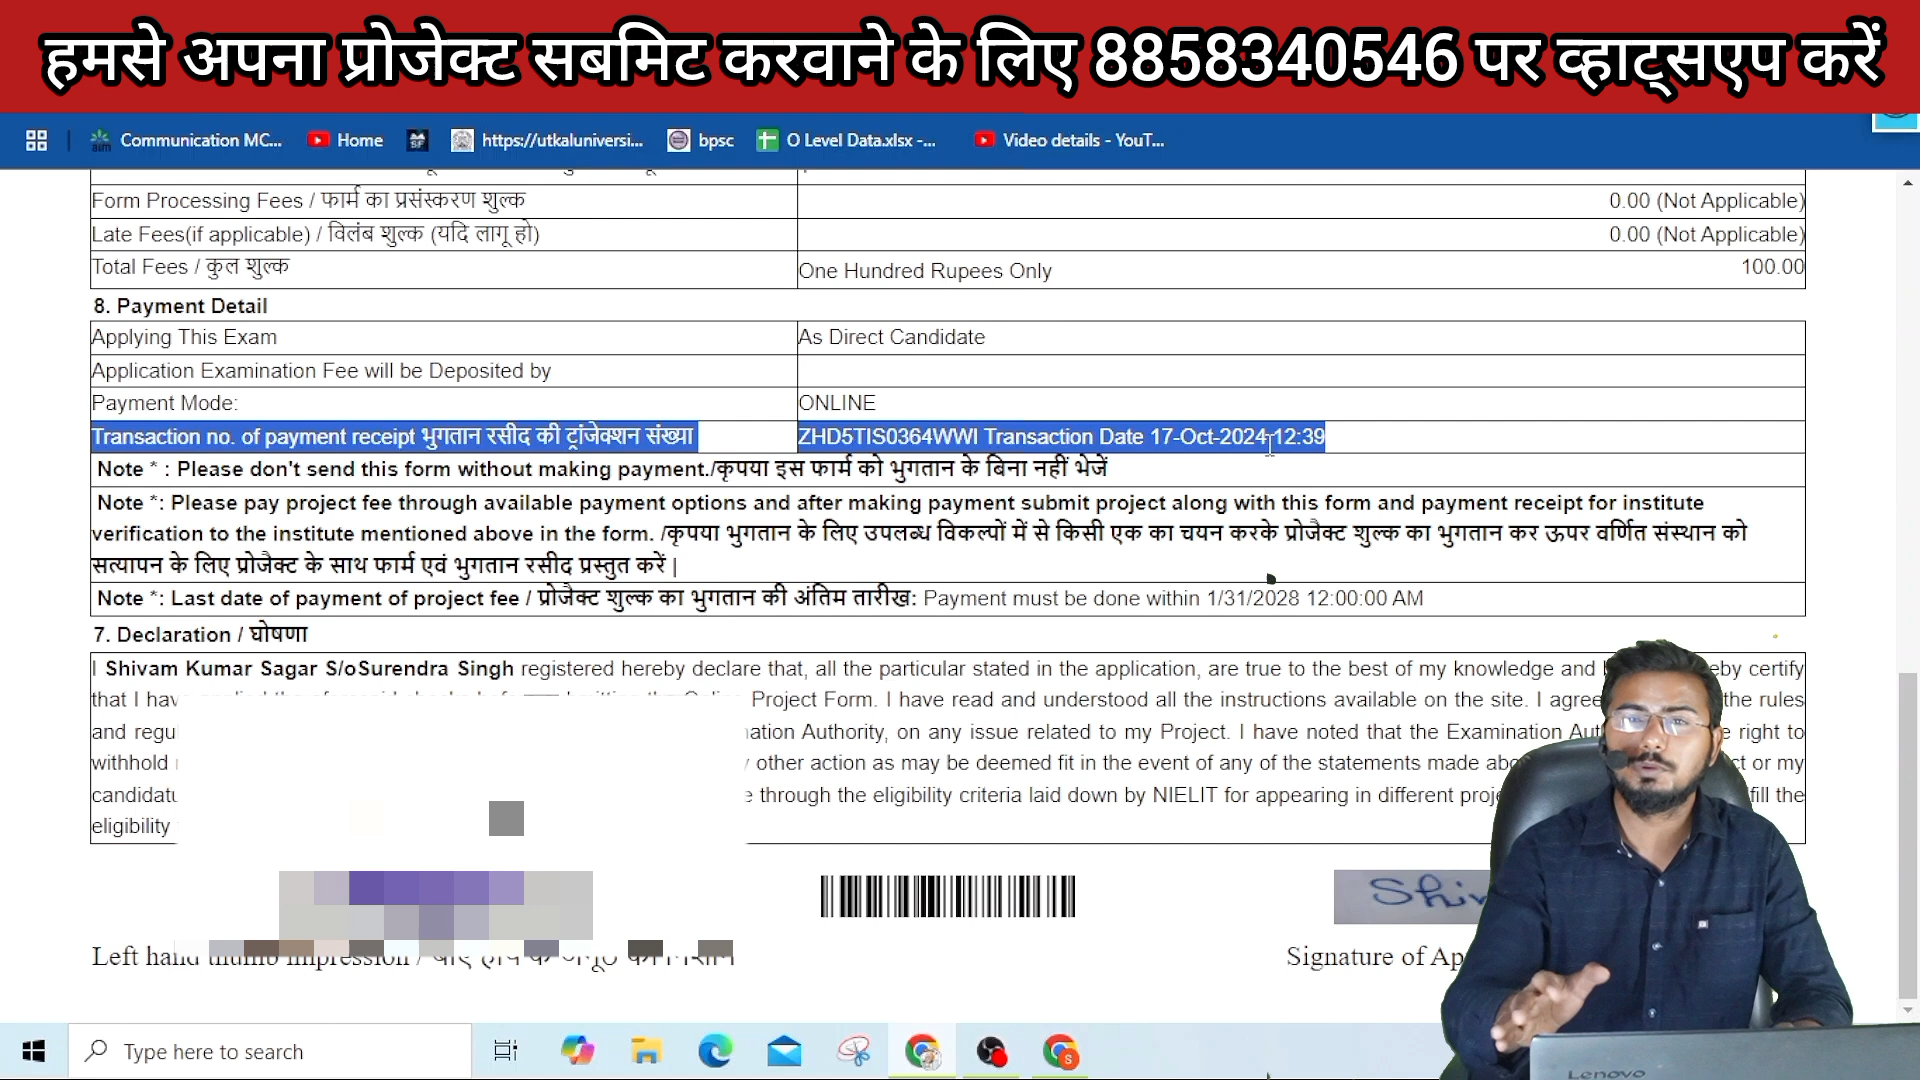 हमसे अपना प्रोजेक्ट सबमिट करवाने के लिए 8858340546 पर व्हाट्सएप करें
Communication MC... Home https://utkaluniversi... bpsc O Level Data.xlsx -... Video details - YouT...
Form Processing Fees / फार्म का प्रसंस्करण शुल्क 0.00 (Not Applicable)
Late Fees(if applicable) / विलंब शुल्क (यदि लागू हो) 0.00 (Not Applicable)
Total Fees / कुल शुल्क One Hundred Rupees Only 100.00
8. Payment Detail
Applying This Exam As Direct Candidate
Application Examination Fee will be Deposited by
Payment Mode: ONLINE
Transaction no. of payment receipt भुगतान रसीद की ट्रांजेक्शन संख्या ZHD5TIS0364WWI Transaction Date 17-Oct-2024 12:39
Note * : Please don't send this form without making payment./कृपया इस फार्म को भुगतान के बिना नहीं भेजें
Note *: Please pay project fee through available payment options and after making payment submit project along with this form and payment receipt for institute
verification to the institute mentioned above in the form. /कृपया भुगतान के लिए उपलब्ध विकल्पों में से किसी एक का चयन करके प्रोजैक्ट शुल्क का भुगतान कर ऊपर वर्णित संस्थान को
सत्यापन के लिए प्रोजैक्ट के साथ फार्म एवं भुगतान रसीद प्रस्तुत करें |
Note *: Last date of payment of project fee / प्रोजैक्ट शुल्क का भुगतान की अंतिम तारीख: Payment must be done within 1/31/2028 12:00:00 AM
7. Declaration / घोषणा
I Shivam Kumar Sagar S/oSurendra Singh registered hereby declare that, all the particular stated in the application, are true to the best of my knowledge and eby certify
that I hav Project Form. I have read and understood all the instructions available on the site. I agree the rules
and regu ation Authority, on any issue related to my Project. I have noted that the Examination Aut right to
withhold other action as may be deemed fit in the event of any of the statements made abo ct or my
candidatu e through the eligibility criteria laid down by NIELIT for appearing in different proje fill the
eligibility
Shi
Left hand thumb impression / Signature of Ap
Type here to search
Lenovo